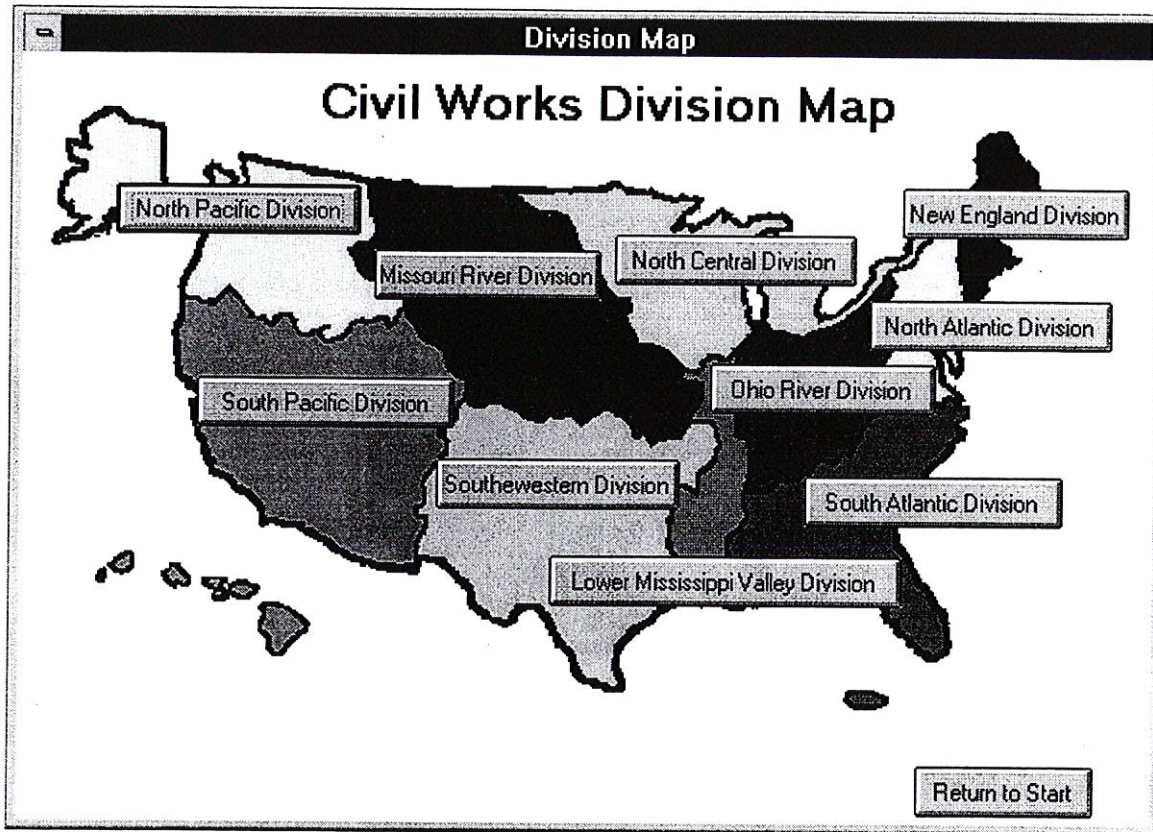 Division Map
Civil Works Division Map
North Pacific Division
New England Division
North Central Division
Missouri River Division
North Atlantic Division
Ohio River Division
South Pacific Division
Southewestern Division
South Atlantic Division
Lower Mississippi Valley Division
Return to Start